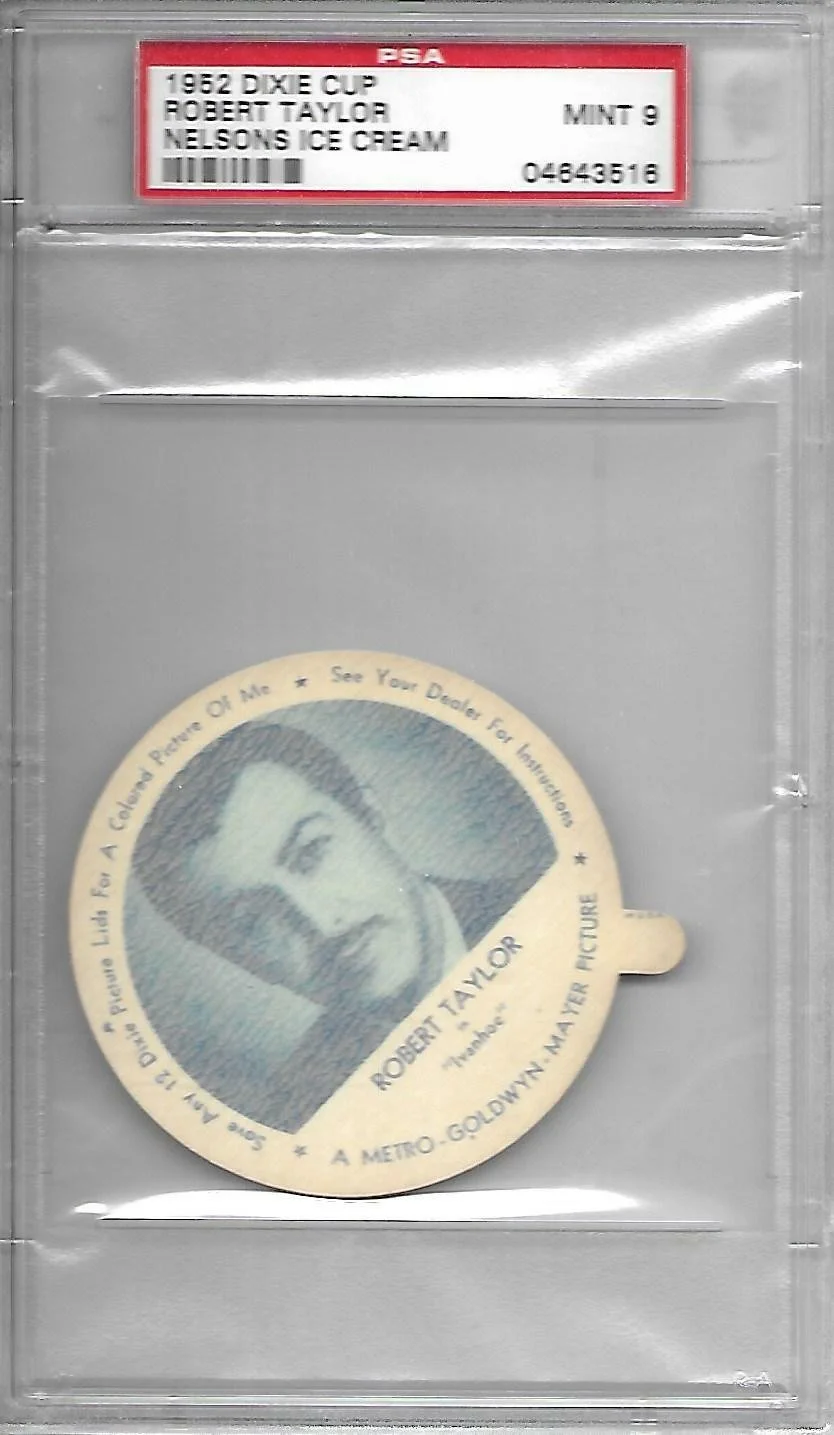 PSA
1952 DIXIE CUP
ROBERT TAYLOR
MINT 9
NELSONS ICE CREAM
04643516
Save Any 12 Dixie Picture Lids For A Colored Picture Of Me ★ See Your Dealer For Instructions ★
ROBERT TAYLOR
in
"Ivanhoe"
★ A METRO-GOLDWYN-MAYER PICTURE
PSA